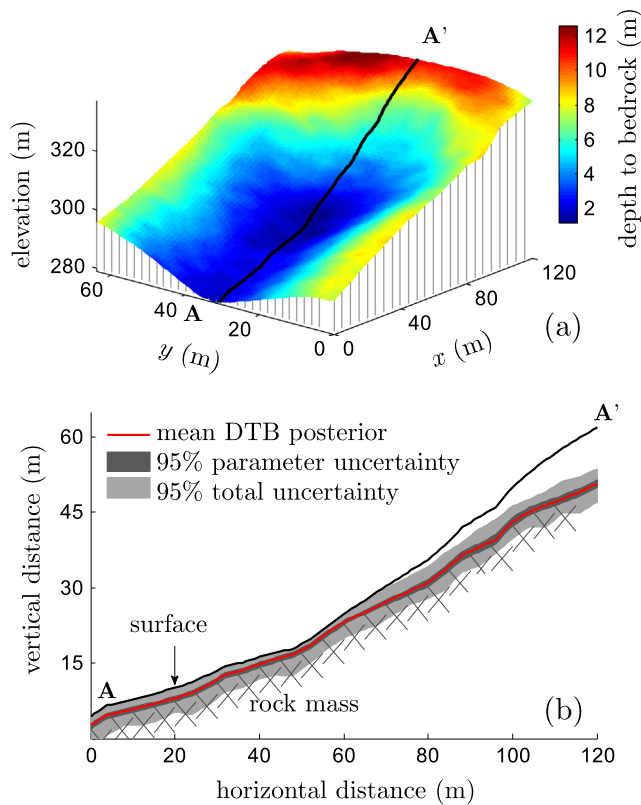 A’
depth to bedrock (m)
12
10
8
6
4
2
elevation (m)
320
300
280
60
40
20
0
A
y (m)
0
40
80
120
x (m)
(a)
A’
vertical distance (m)
60
45
30
15
mean DTB posterior
95% parameter uncertainty
95% total uncertainty
surface
A
rock mass
(b)
0 20 40 60 80 100 120
horizontal distance (m)